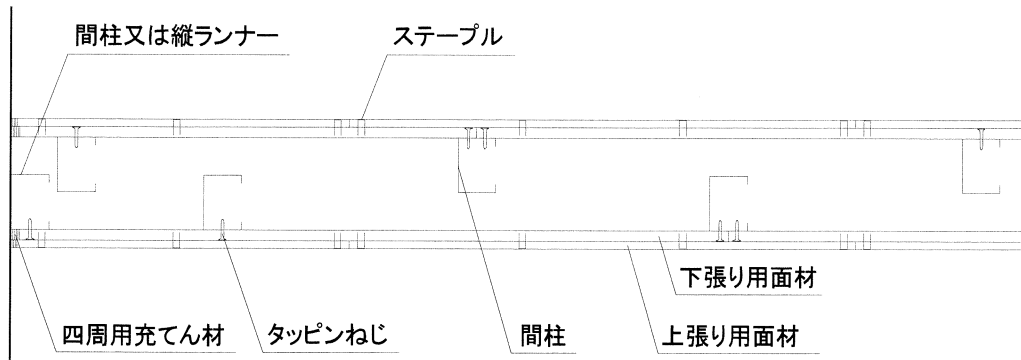 間柱又は縦ランナー
ステープル
下張り用面材
四周用充てん材
タッピンねじ
間柱
上張り用面材